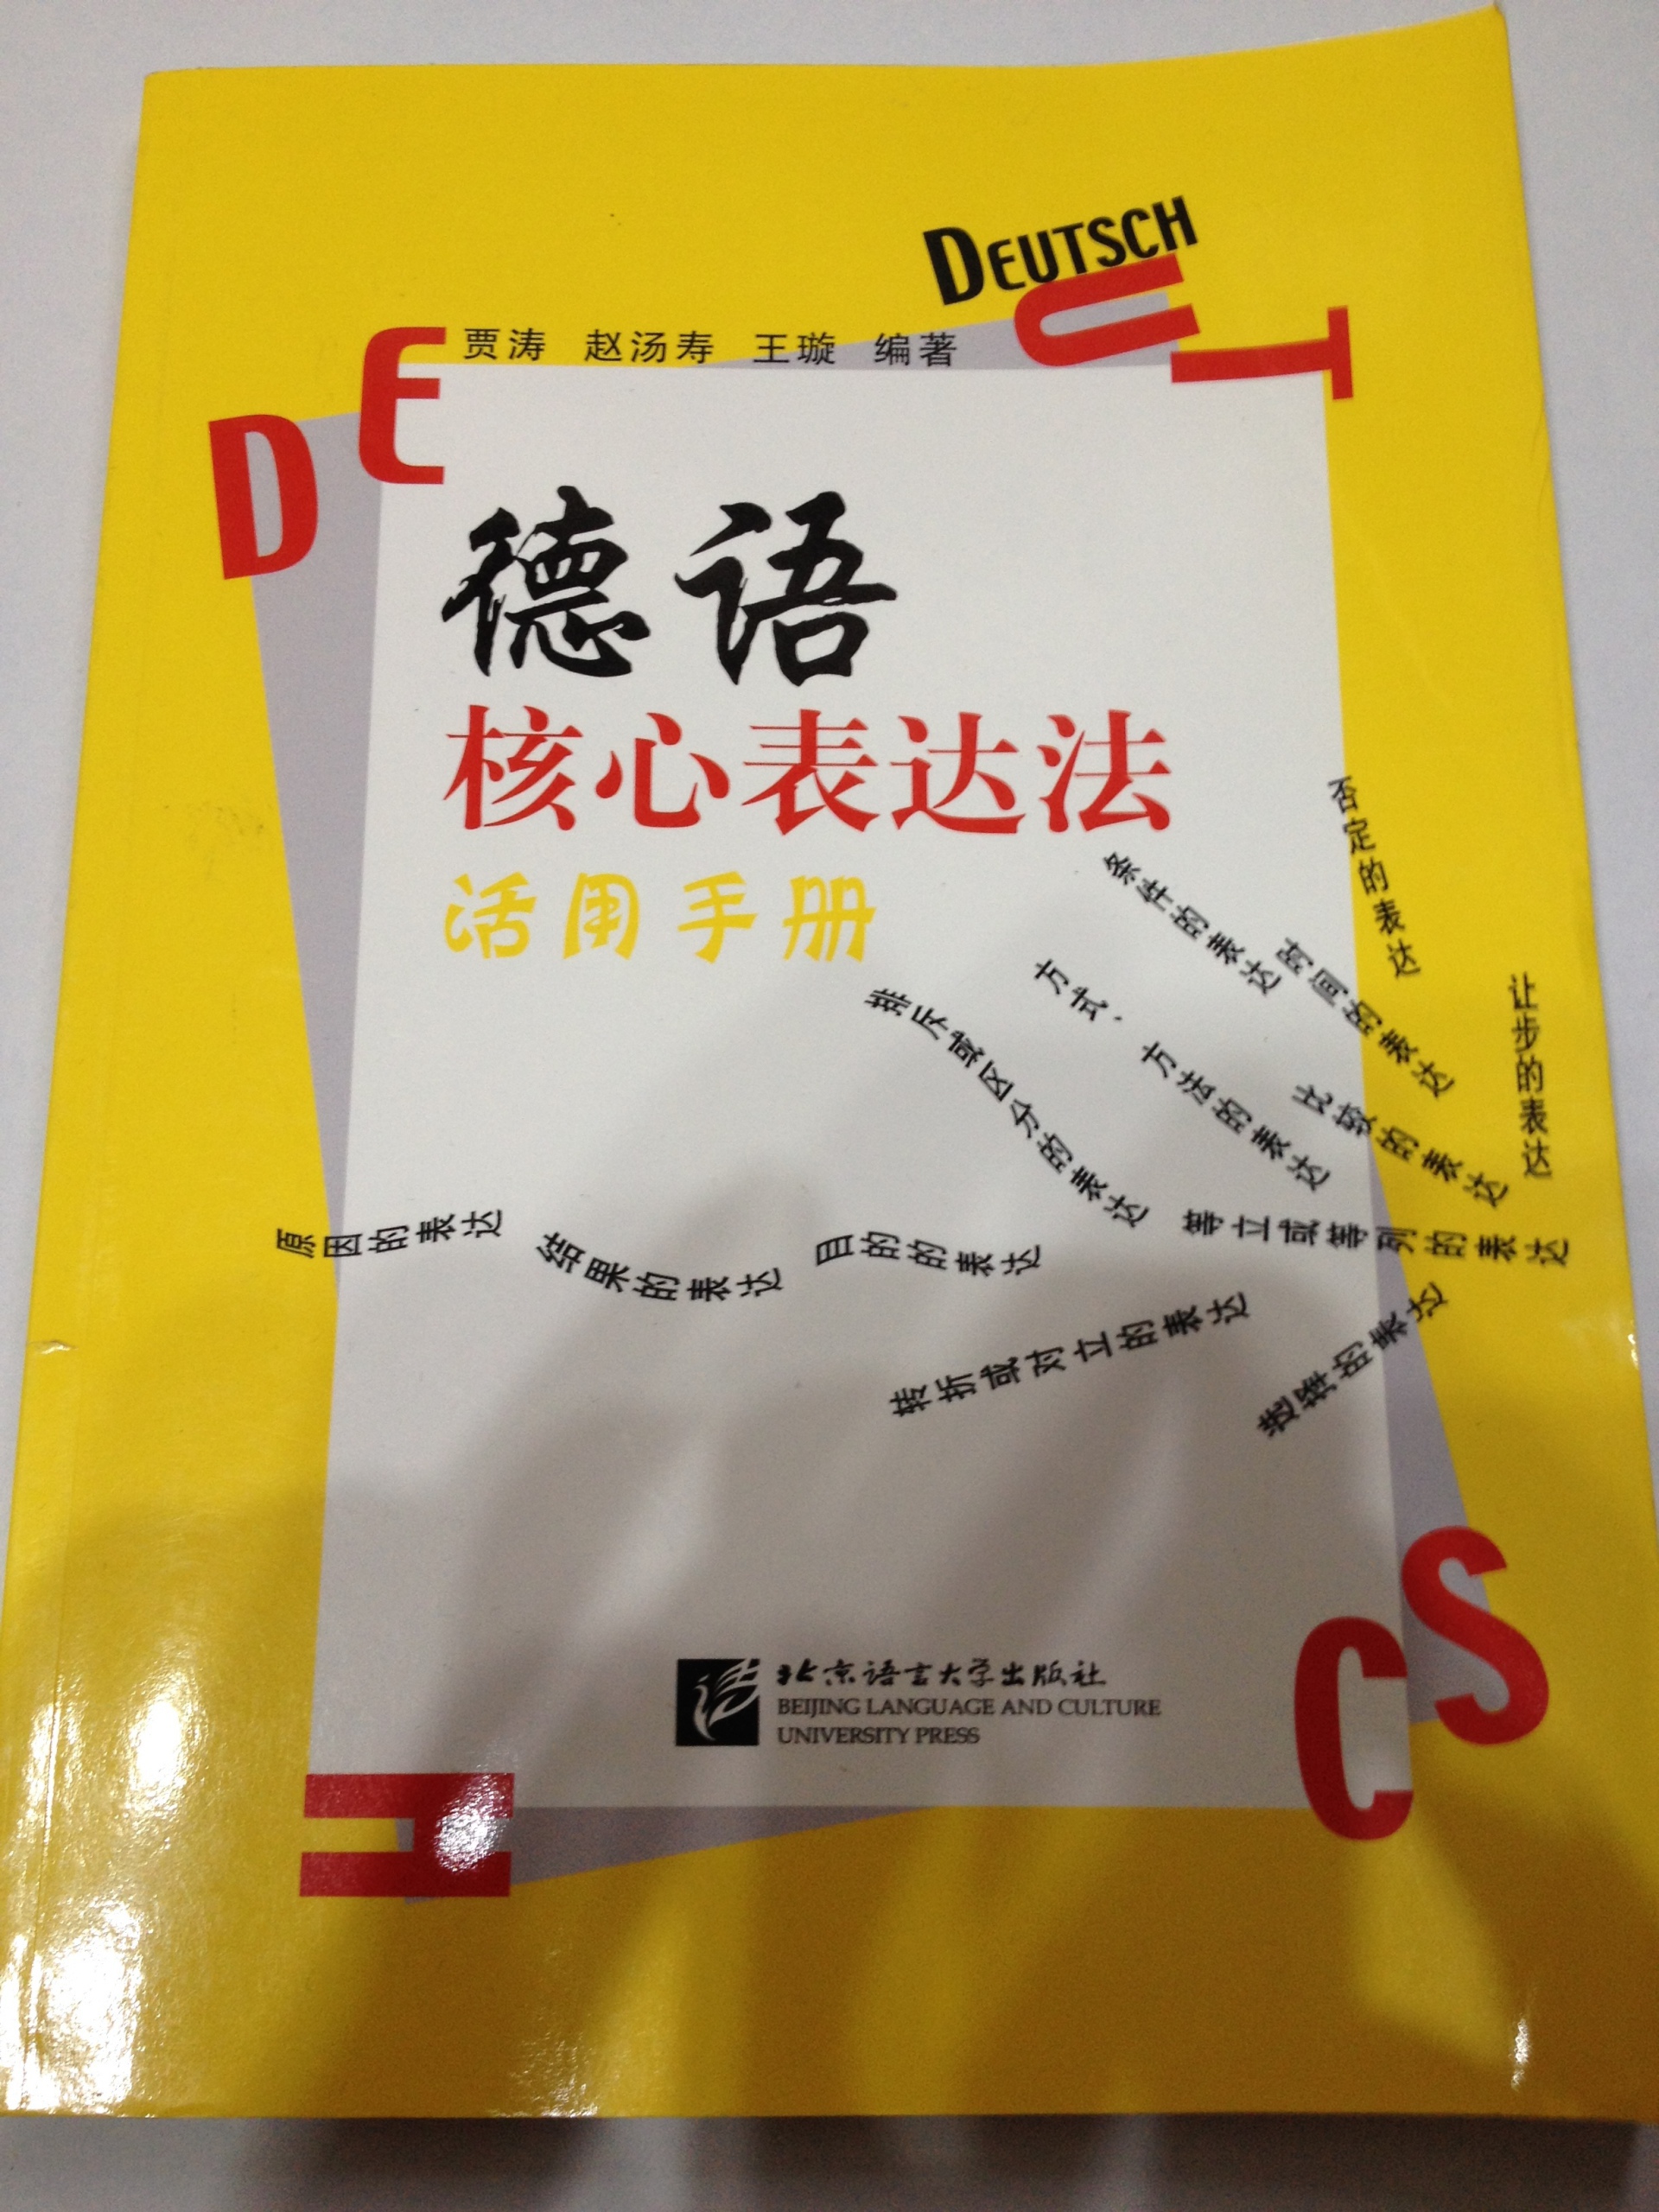 DEUTSCH
DEUTSCH
贾涛 赵汤寿 王璇 编著
德语
核心表达法
活用手册
否定的表达
条件的表达
时间的表达
让步的表达
方式、方法的表达
比较的表达
排斥或区分的表达
等立或等列的表达
原因的表达
结果的表达
目的的表达
转折或对立的表达
选择的表达
北京语言大学出版社
BEIJING LANGUAGE AND CULTURE
UNIVERSITY PRESS